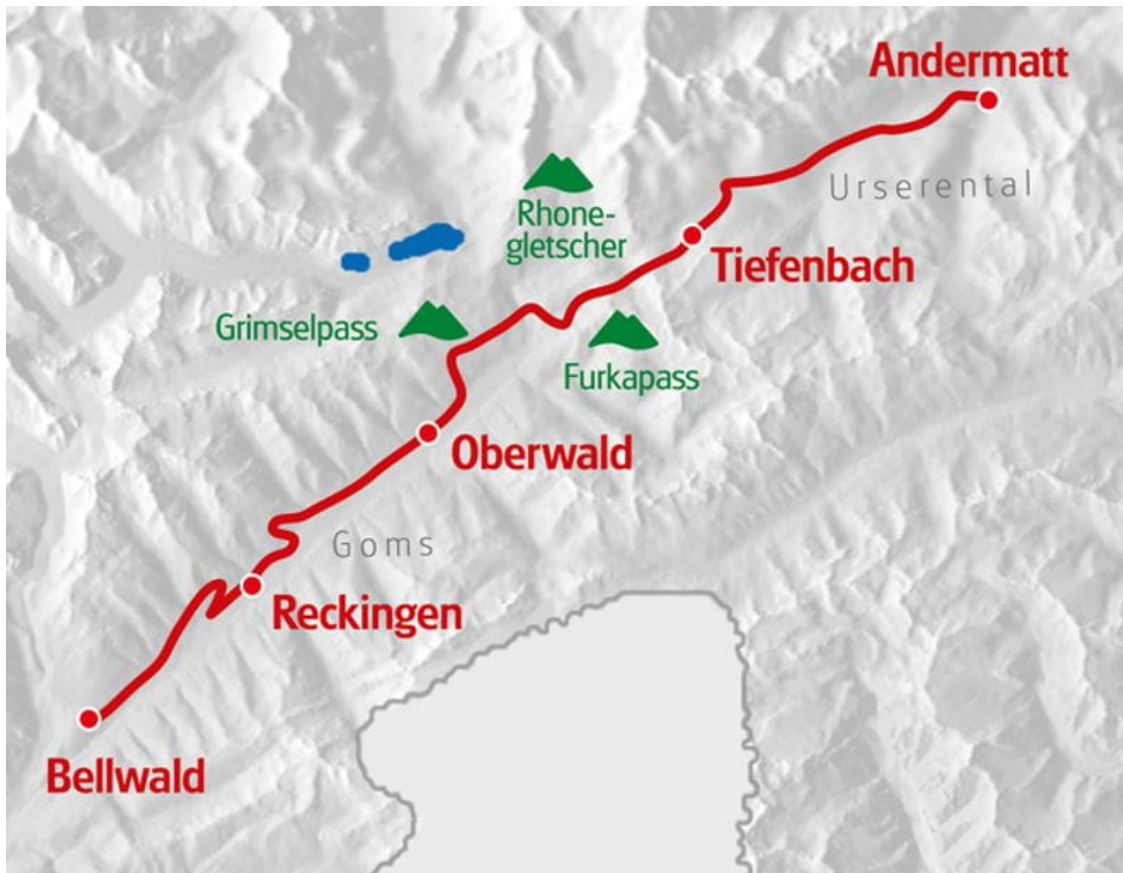 Andermatt
Urserental
Rhone-
gletscher
Tiefenbach
Grimselpass
Furkapass
Oberwald
Goms
Reckingen
Bellwald